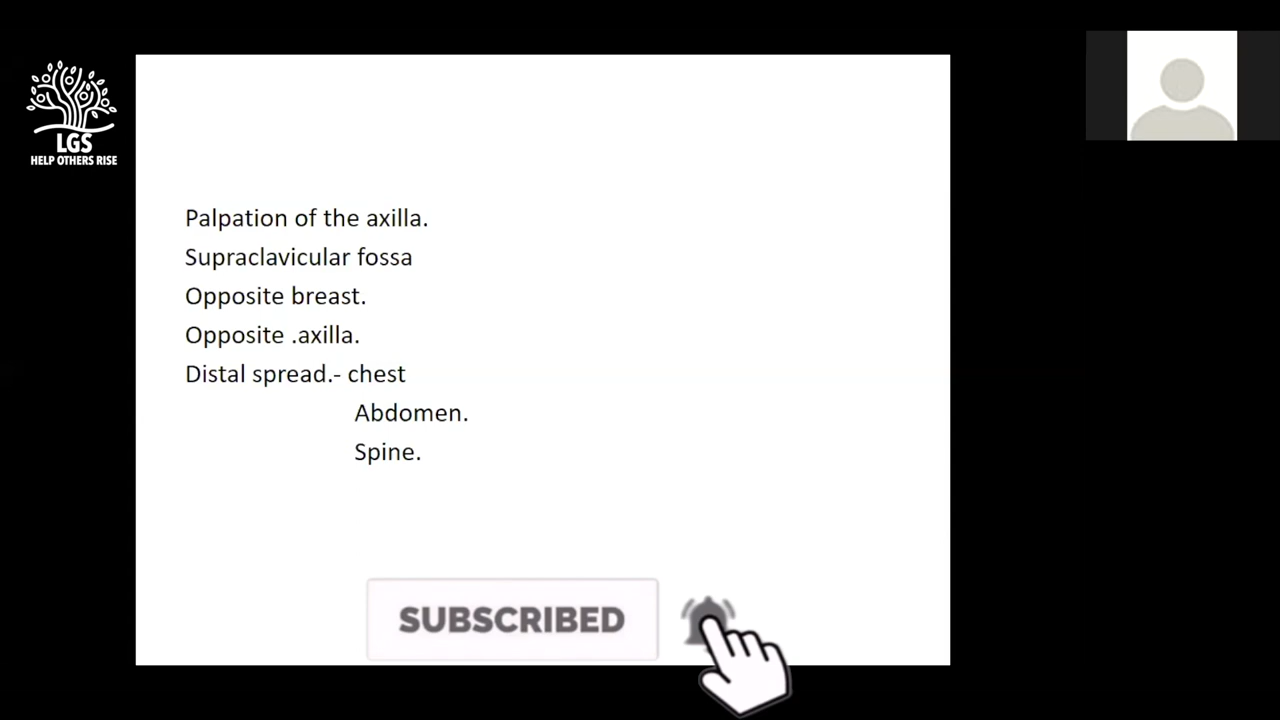 LGS
HELP OTHERS RISE
Palpation of the axilla.
Supraclavicular fossa
Opposite breast.
Opposite .axilla.
Distal spread.- chest
Abdomen.
Spine.
SUBSCRIBED